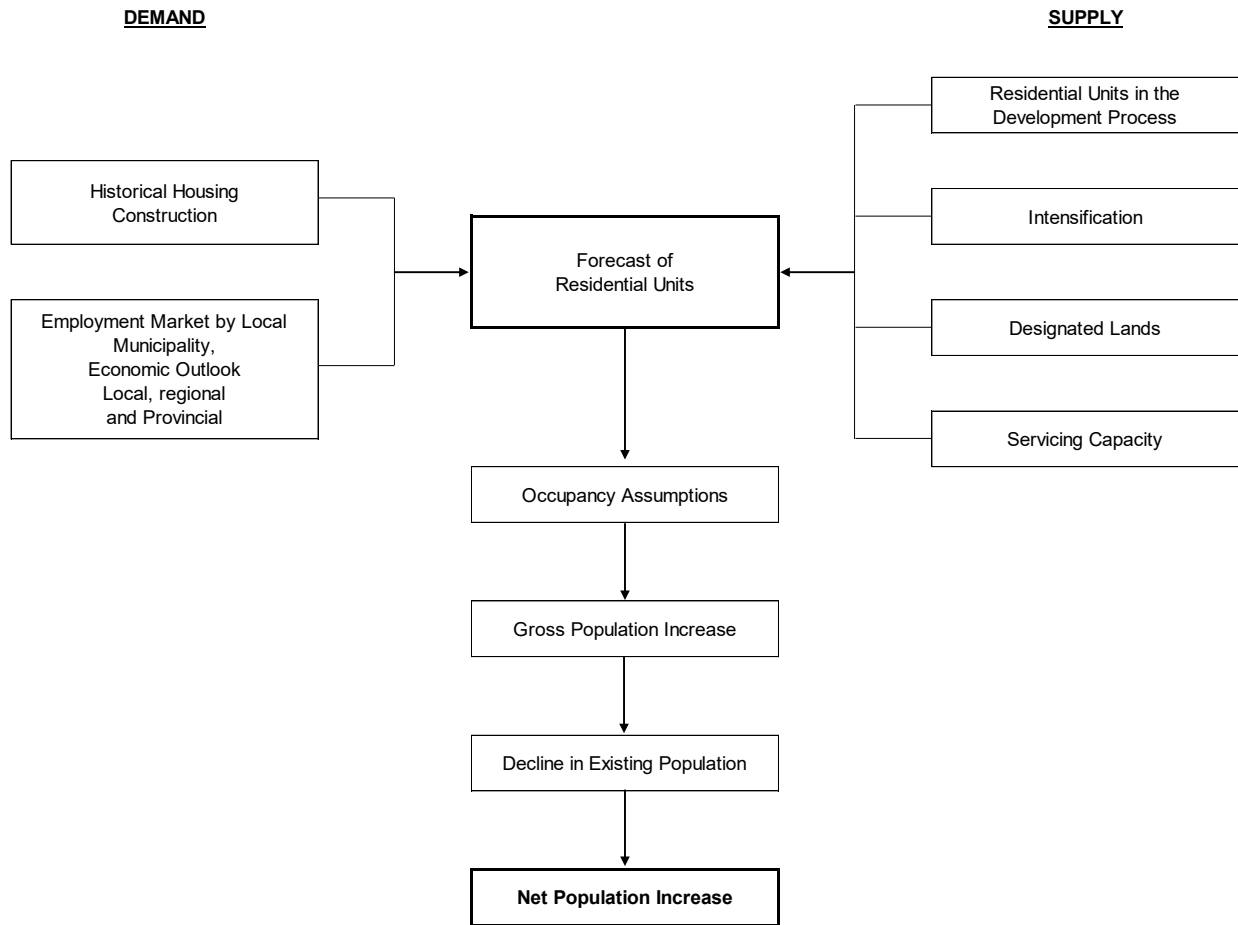 DEMAND
SUPPLY
Residential Units in the
Development Process
Historical Housing
Construction
Intensification
Forecast of
Residential Units
Employment Market by Local
Municipality,
Economic Outlook
Local, regional
and Provincial
Designated Lands
Servicing Capacity
Occupancy Assumptions
Gross Population Increase
Decline in Existing Population
Net Population Increase